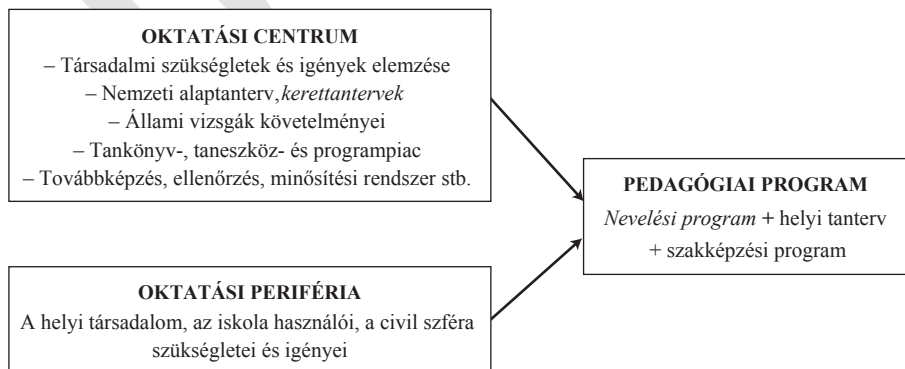 OKTATÁSI CENTRUM
– Társadalmi szükségletek és igények elemzése
– Nemzeti alaptanterv,kerettantervek
– Állami vizsgák követelményei
– Tankönyv-, taneszköz- és programpiac
– Továbbképzés, ellenőrzés, minősítési rendszer stb.
PEDAGÓGIAI PROGRAM
Nevelési program + helyi tanterv
+ szakképzési program
OKTATÁSI PERIFÉRIA
A helyi társadalom, az iskola használói, a civil szféra
szükségletei és igényei